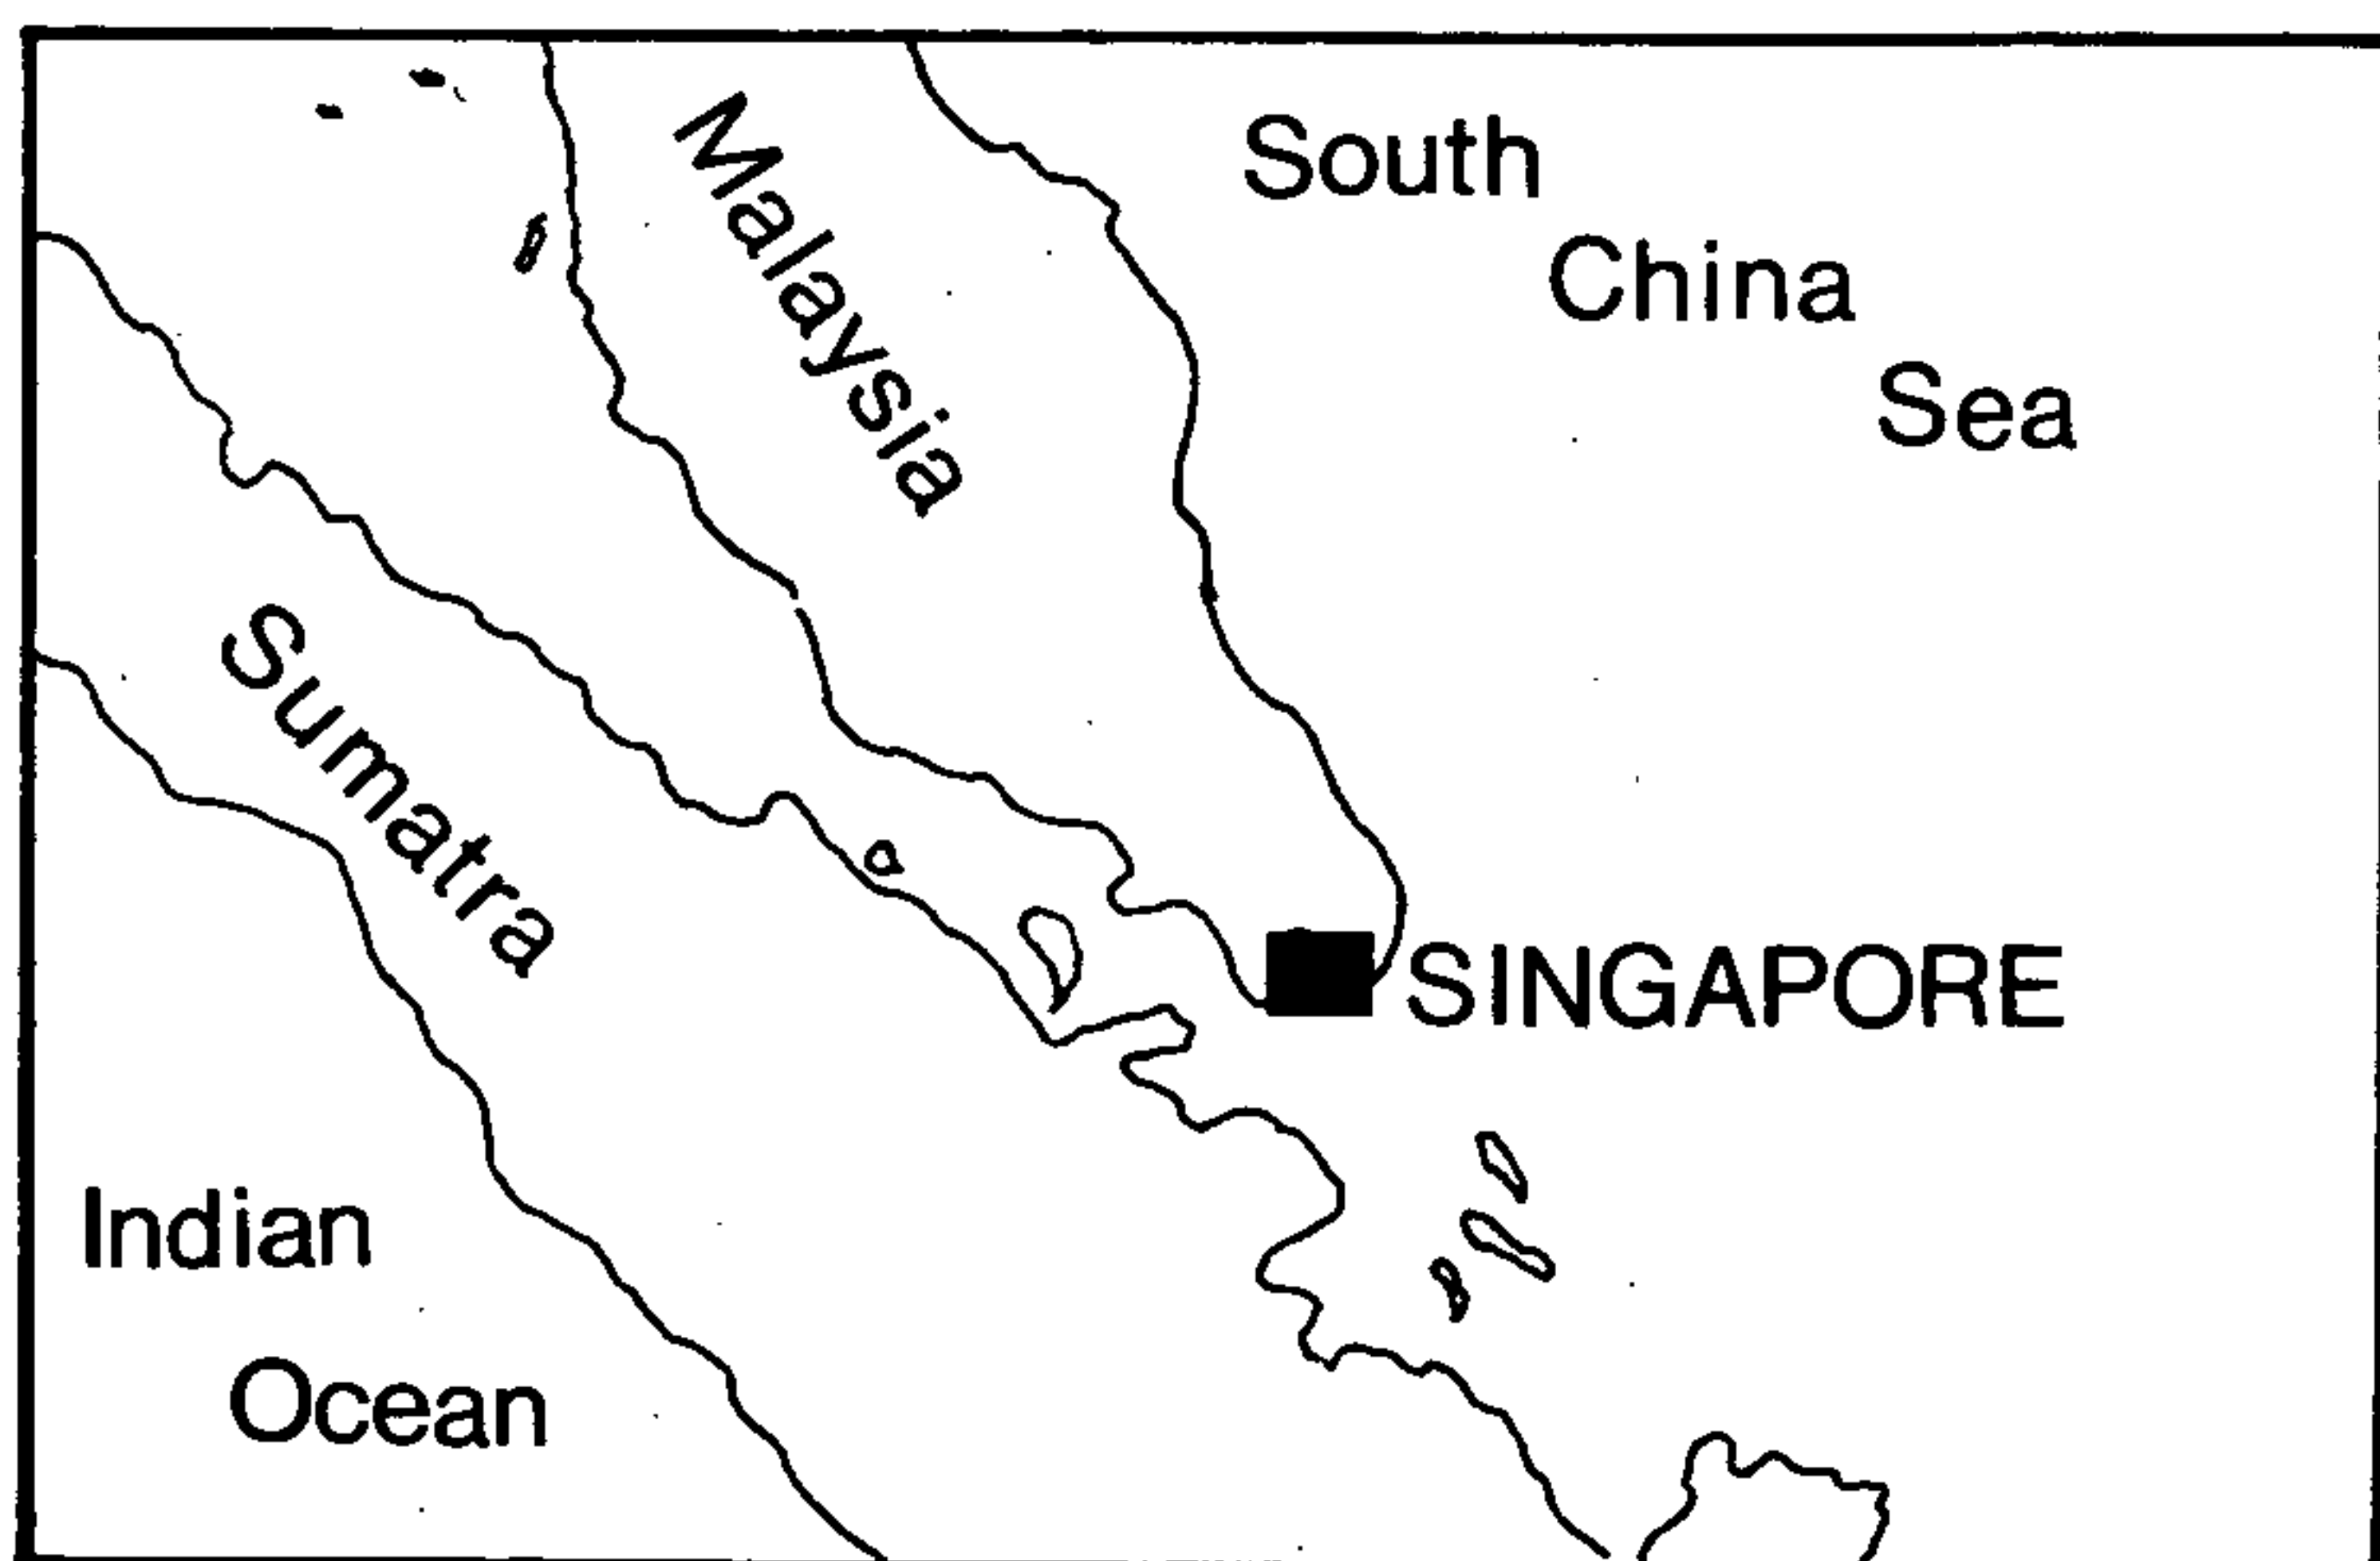 Malaysia
South
China
Sea
Sumatra
SINGAPORE
Indian
Ocean